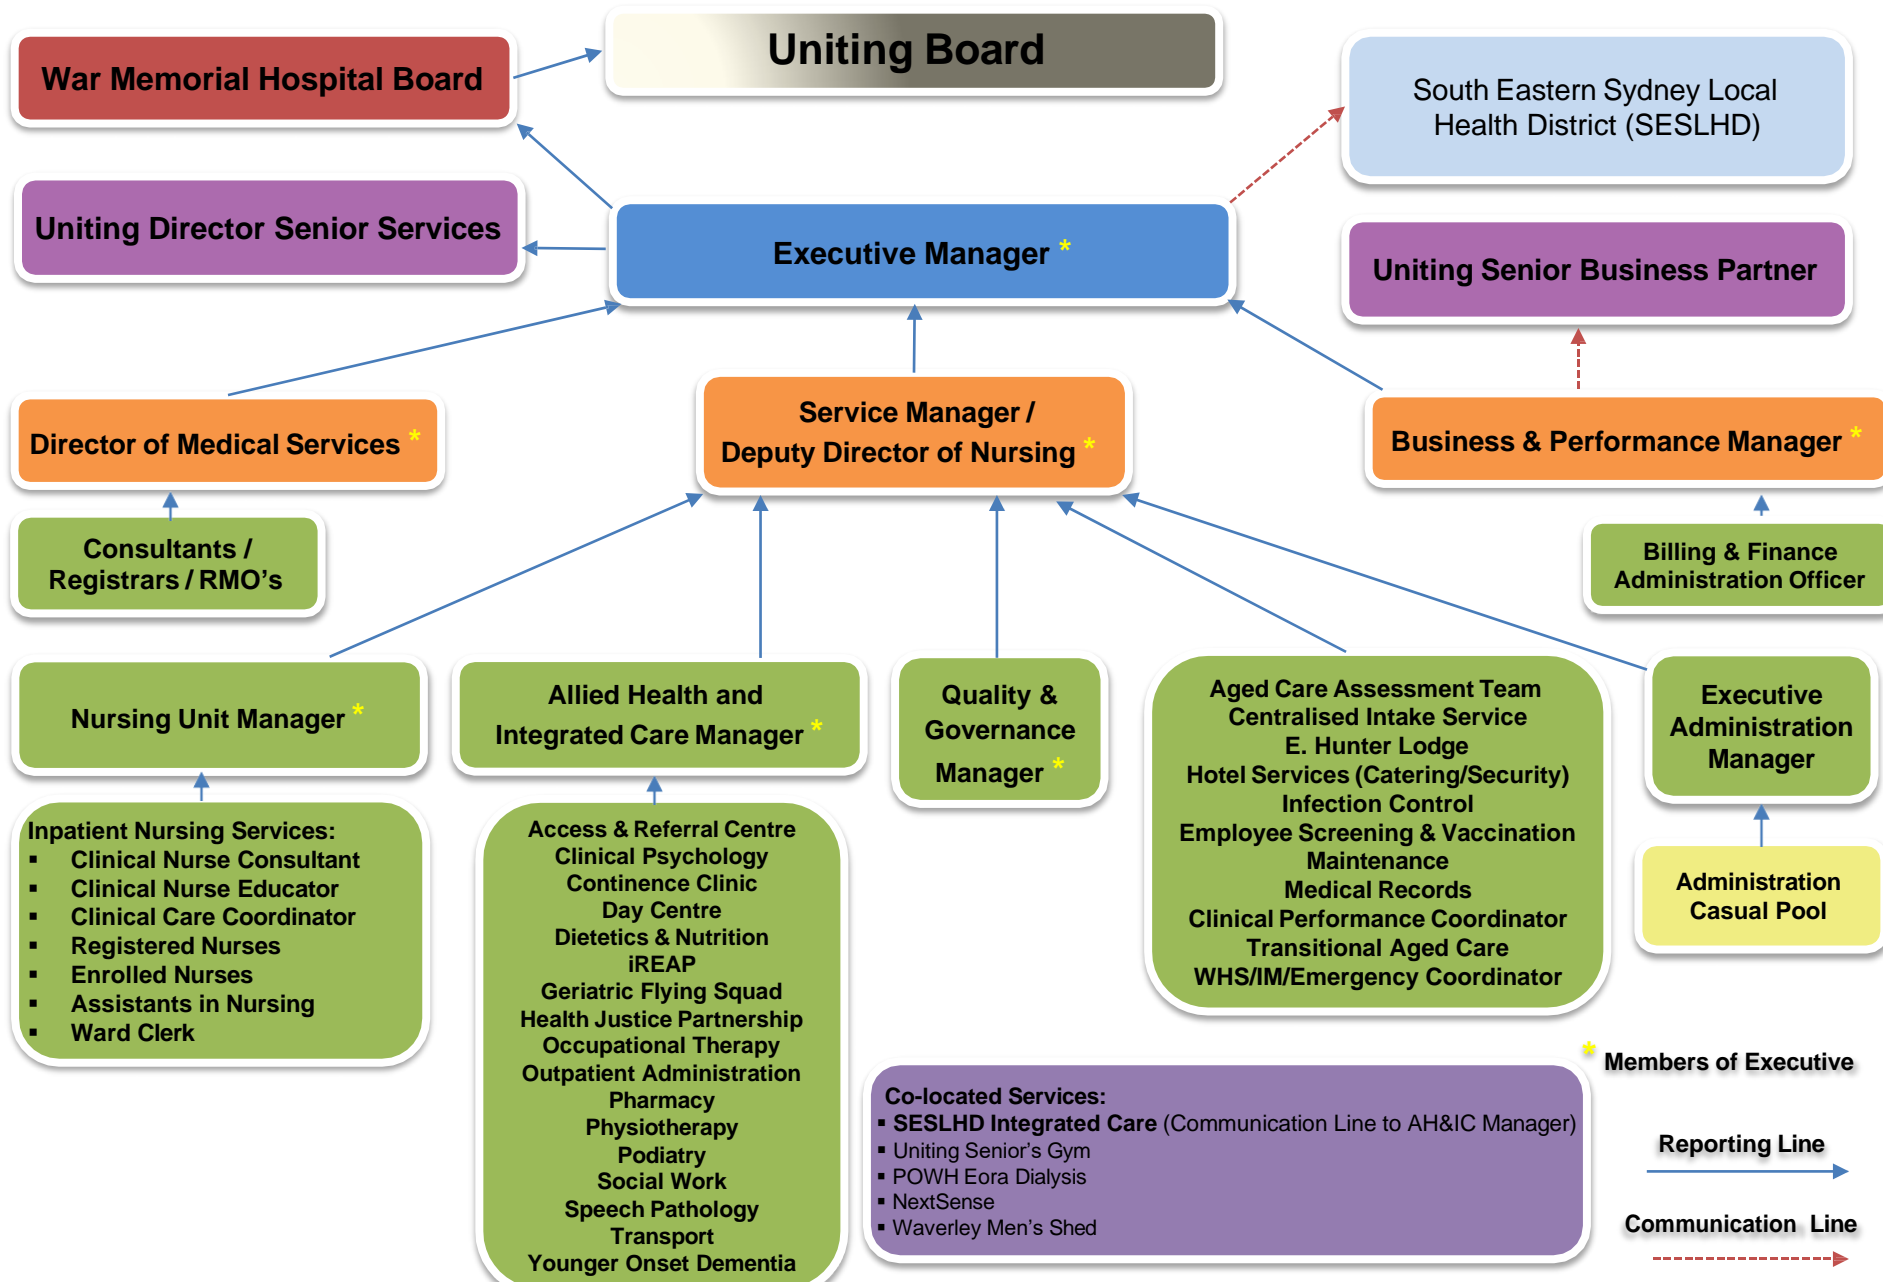 Uniting Board
War Memorial Hospital Board
South Eastern Sydney Local
Health District (SESLHD)
Uniting Director Senior Services
Executive Manager *
Uniting Senior Business Partner
Director of Medical Services *
Service Manager /
Deputy Director of Nursing *
Business & Performance Manager *
Consultants /
Registrars / RMO’s
Billing & Finance
Administration Officer
Nursing Unit Manager *
Allied Health and
Integrated Care Manager *
Quality &
Governance
Manager *
Aged Care Assessment Team
Centralised Intake Service
E. Hunter Lodge
Hotel Services (Catering/Security)
Infection Control
Employee Screening & Vaccination
Maintenance
Medical Records
Clinical Performance Coordinator
Transitional Aged Care
WHS/IM/Emergency Coordinator
Executive
Administration
Manager
Inpatient Nursing Services:
▪ Clinical Nurse Consultant
▪ Clinical Nurse Educator
▪ Clinical Care Coordinator
▪ Registered Nurses
▪ Enrolled Nurses
▪ Assistants in Nursing
▪ Ward Clerk
Access & Referral Centre
Clinical Psychology
Continence Clinic
Day Centre
Dietetics & Nutrition
iREAP
Geriatric Flying Squad
Health Justice Partnership
Occupational Therapy
Outpatient Administration
Pharmacy
Physiotherapy
Podiatry
Social Work
Speech Pathology
Transport
Younger Onset Dementia
Administration
Casual Pool
Co-located Services:
▪ SESLHD Integrated Care (Communication Line to AH&IC Manager)
▪ Uniting Senior’s Gym
▪ POWH Eora Dialysis
▪ NextSense
▪ Waverley Men’s Shed
* Members of Executive
Reporting Line
Communication Line